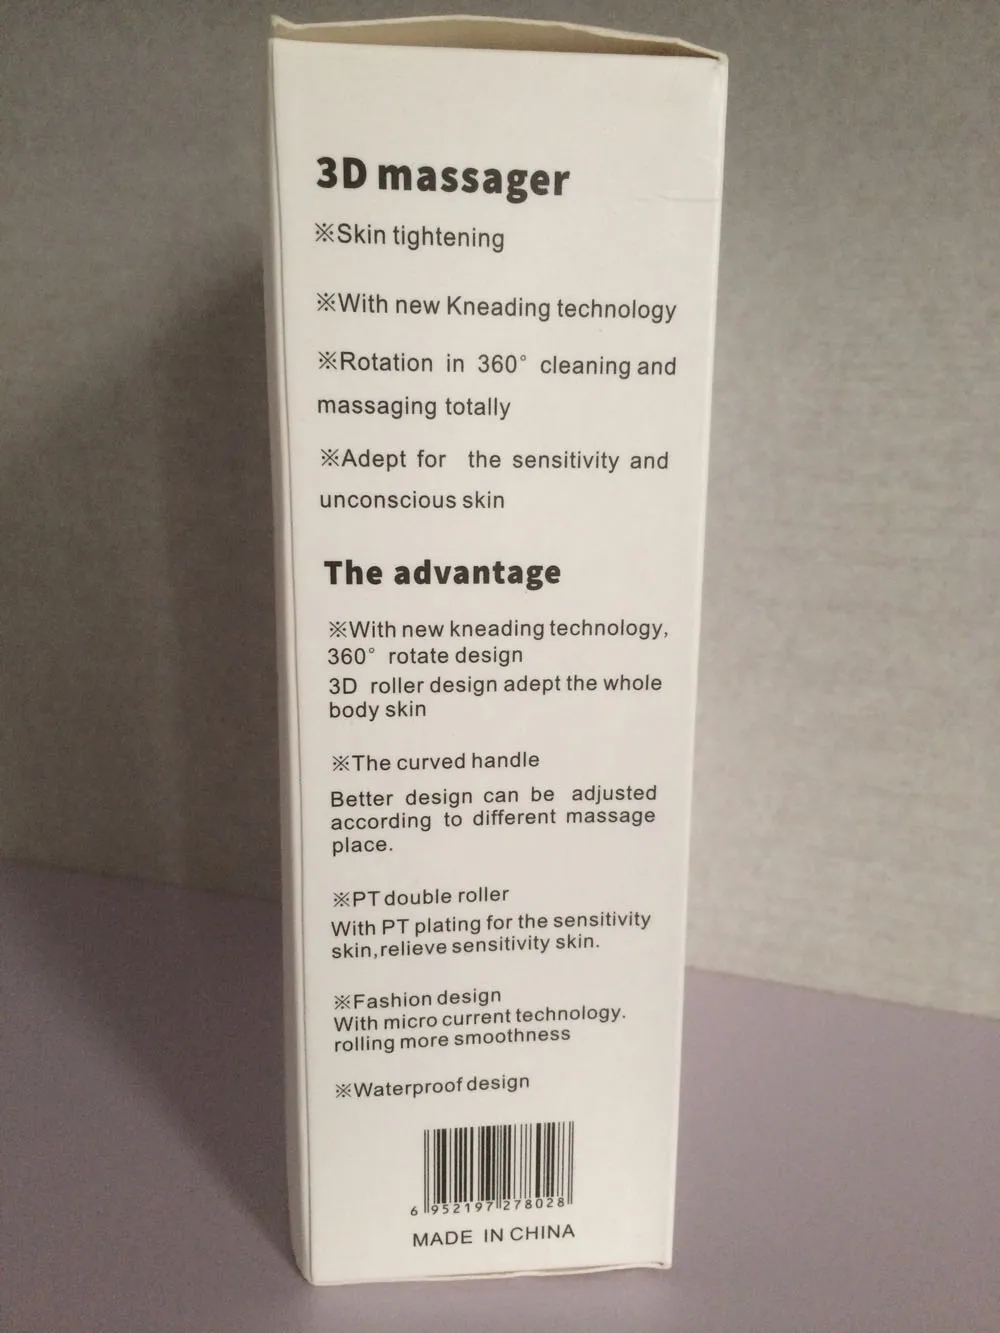 3D massager
※Skin tightening
※With new Kneading technology
※Rotation in 360° cleaning and
massaging totally
※Adept for the sensitivity and
unconscious skin
The advantage
※With new kneading technology,
360° rotate design
3D roller design adept the whole
body skin
※The curved handle
Better design can be adjusted
according to different massage
place.
※PT double roller
With PT plating for the sensitivity
skin,relieve sensitivity skin.
※Fashion design
With micro current technology.
rolling more smoothness
※Waterproof design
6 952197 278028
MADE IN CHINA